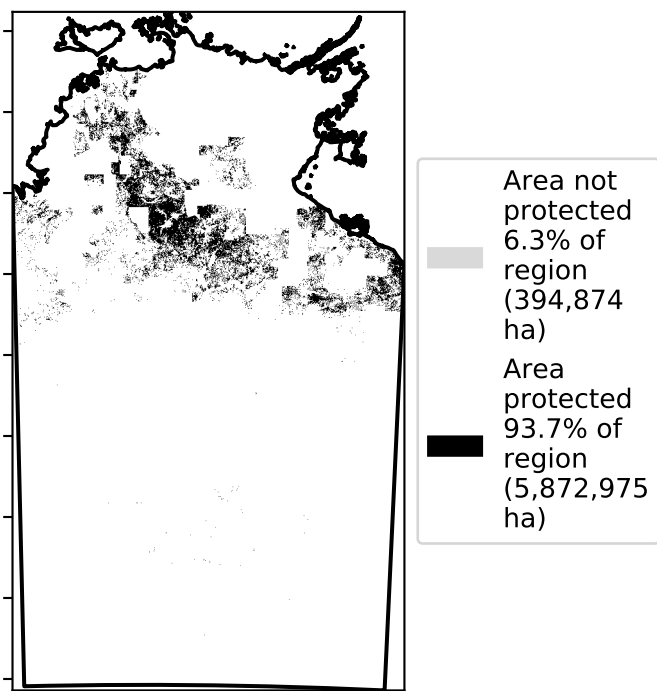 Area not
protected
6.3% of
region
(394,874
ha)
Area
protected
93.7% of
region
(5,872,975
ha)